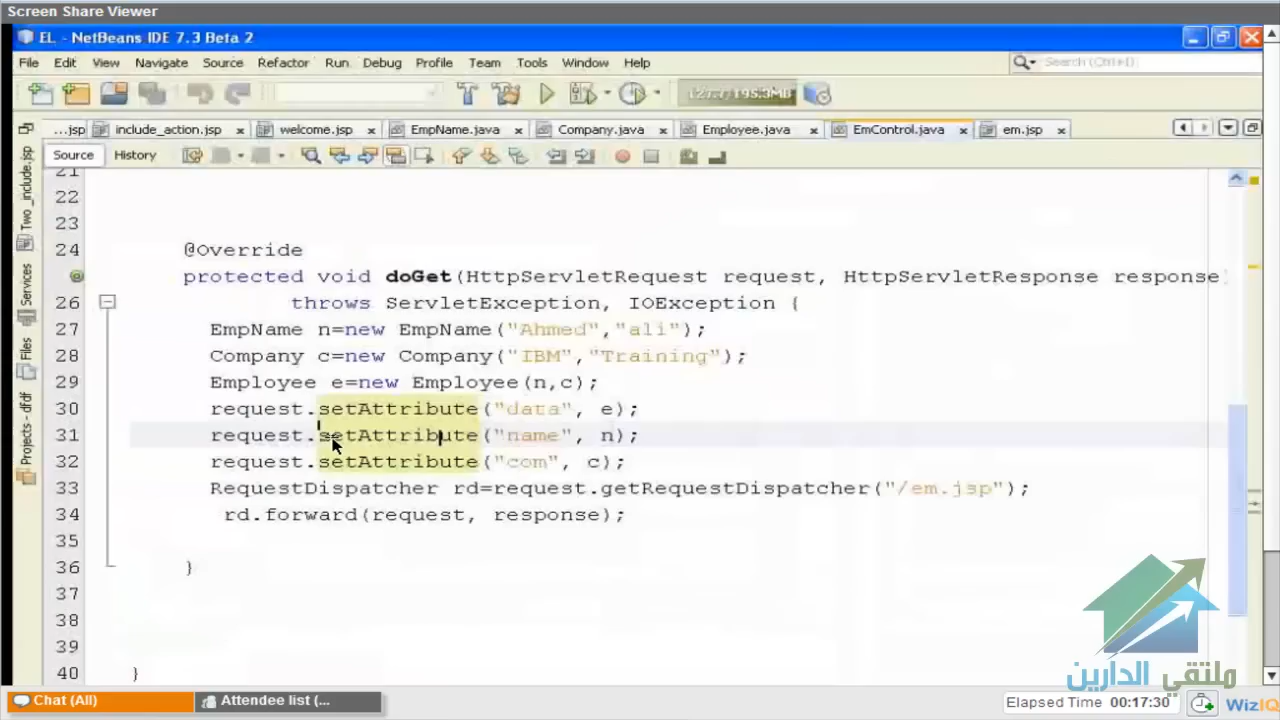 Screen Share Viewer
EL - NetBeans IDE 7.3 Beta 2
File Edit View Navigate Source Refactor Run Debug Profile Team Tools Window Help
Search (Ctrl+I)
...jsp include_action.jsp welcome.jsp EmpName.java Company.java Employee.java EmControl.java em.jsp
Source History
Two _include.jsp
Services
Files
Projects - dfdf
21
22
23
24 @Override
protected void doGet(HttpServletRequest request, HttpServletResponse response)
26 throws ServletException, IOException {
27 EmpName n=new EmpName("Ahmed","ali");
28 Company c=new Company("IBM","Training");
29 Employee e=new Employee(n,c);
30 request.setAttribute("data", e);
31 request.setAttribute("name", n);
32 request.setAttribute("com", c);
33 RequestDispatcher rd=request.getRequestDispatcher("/em.jsp");
34 rd.forward(request, response);
35
36 }
37
38
39
40 }
ملتقي الدارين
Chat (All) Attendee list (...
Elapsed Time 00:17:30
WizIQ